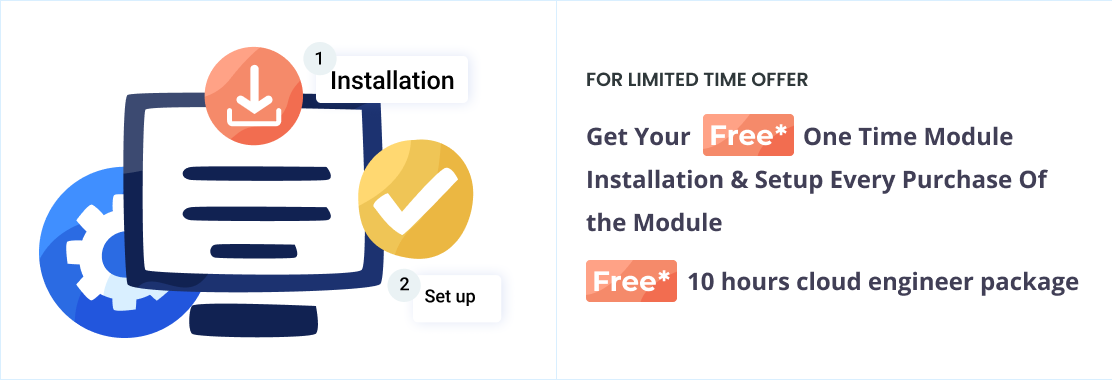 1
Installation
2
Set up
FOR LIMITED TIME OFFER
Get Your Free* One Time Module
Installation & Setup Every Purchase Of
the Module
Free* 10 hours cloud engineer package